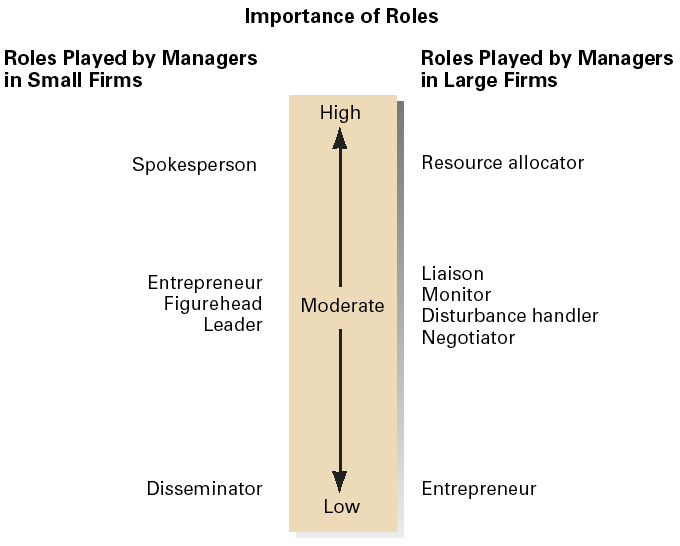 Importance of Roles
Roles Played by Managers
in Small Firms
Roles Played by Managers
in Large Firms
High
Spokesperson
Resource allocator
Entrepreneur
Figurehead
Leader
Moderate
Liaison
Monitor
Disturbance handler
Negotiator
Disseminator
Low
Entrepreneur